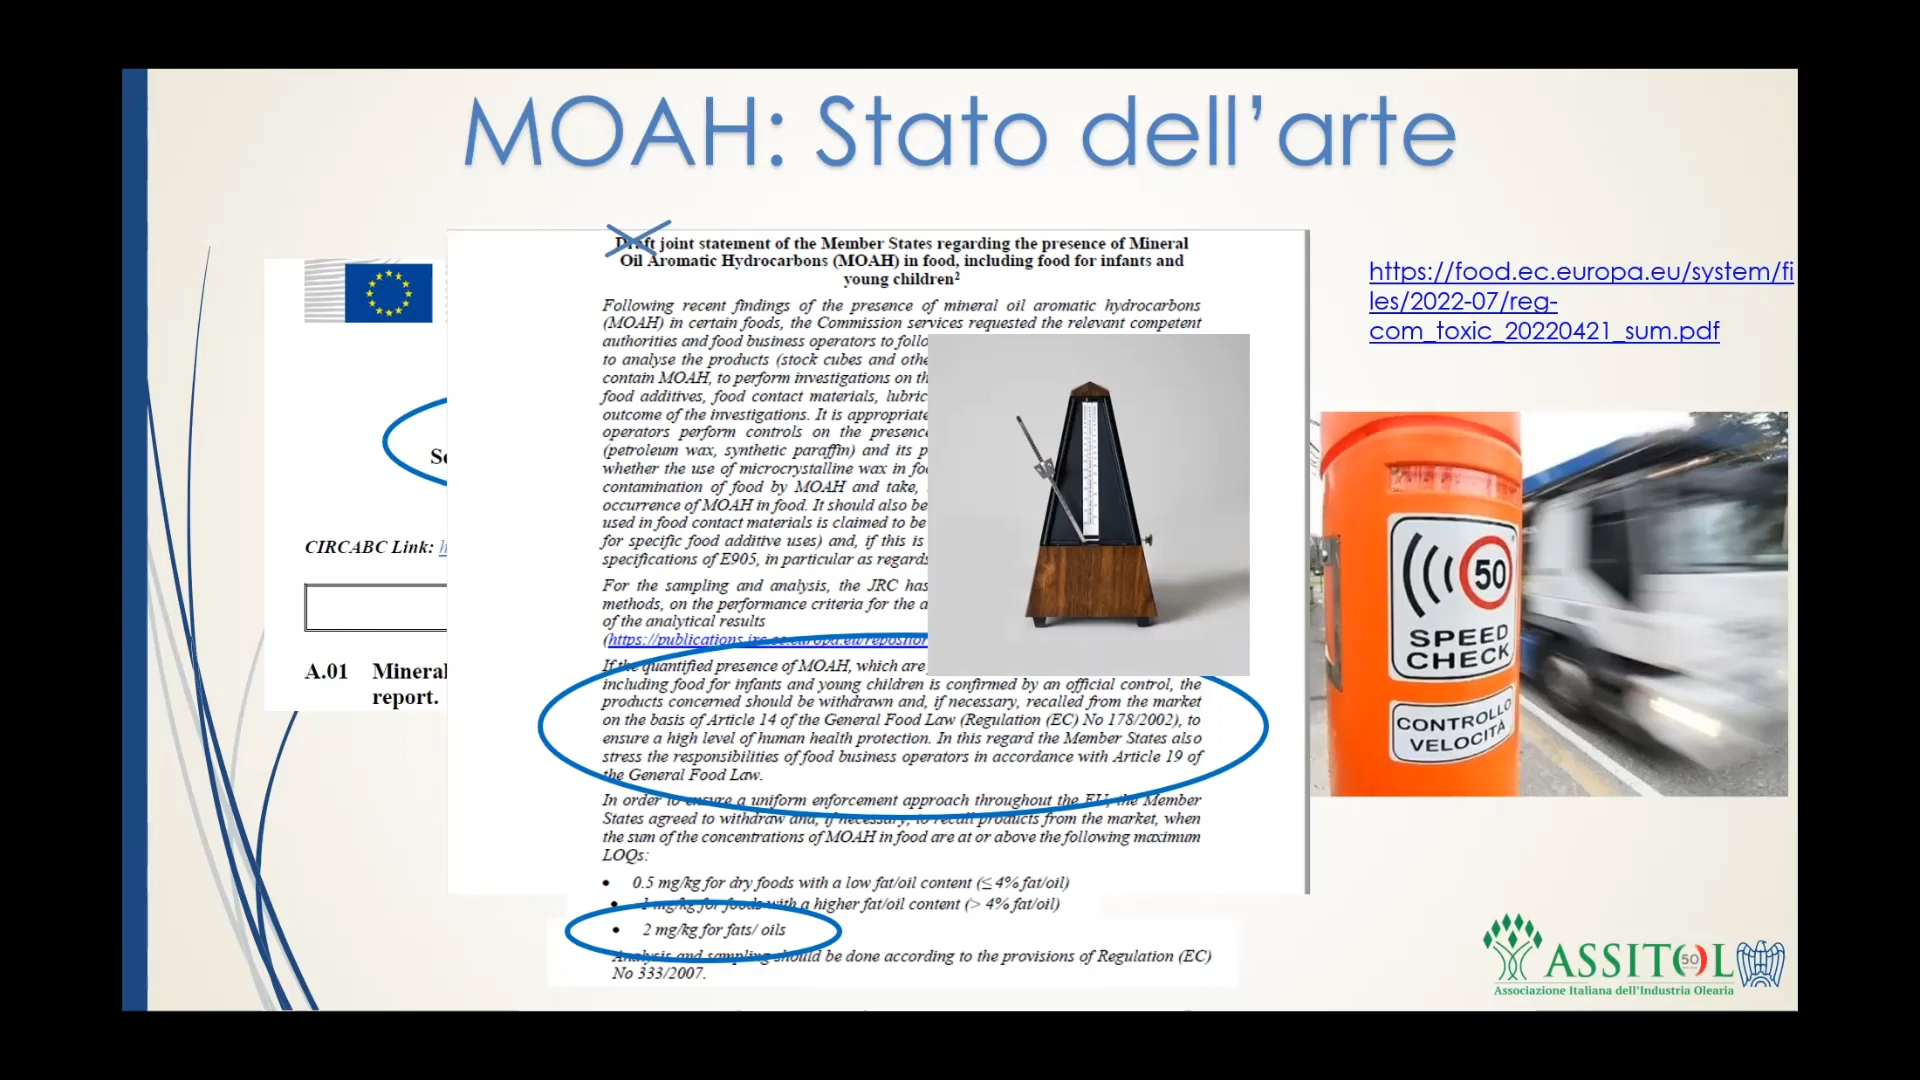 MOAH: Stato dell’arte
Draft joint statement of the Member States regarding the presence of Mineral
Oil Aromatic Hydrocarbons (MOAH) in food, including food for infants and
young children²
Following recent findings of the presence of mineral oil aromatic hydrocarbons
(MOAH) in certain foods, the Commission services requested the relevant competent
authorities and food business operators to
to analyse the products (stock cubes and
contain MOAH, to perform investigations on
food additives, food contact materials,
outcome of the investigations. It is appropriate
operators perform controls on the
(petroleum wax, synthetic paraffin) and its
whether the use of microcrystalline wax in
contamination of food by MOAH and take,
occurrence of MOAH in food. It should also be
used in food contact materials is claimed to be
for specific food additive uses) and, if this is
specifications of E905, in particular as regards
For the sampling and analysis, the JRC has
methods, on the performance criteria for the
of the analytical results
If the quantified presence of MOAH, which are
including food for infants and young children is confirmed by an official control, the
products concerned should be withdrawn and, if necessary, recalled from the market
on the basis of Article 14 of the General Food Law (Regulation (EC) No 178/2002), to
ensure a high level of human health protection. In this regard the Member States also
stress the responsibilities of food business operators in accordance with Article 19 of
the General Food Law.
In order to ensure a uniform enforcement approach throughout the EU, the Member
States agreed to withdraw and, if necessary, to recall products from the market, when
the sum of the concentrations of MOAH in food are at or above the following maximum
LOQs:
• 0.5 mg/kg for dry foods with a low fat/oil content (≤ 4% fat/oil)
• 1 mg/kg for foods with a higher fat/oil content (> 4% fat/oil)
• 2 mg/kg for fats/ oils
Analysis and sampling should be done according to the provisions of Regulation (EC)
No 333/2007.
CIRCABC Link:
A.01 Mineral
report.
https://food.ec.europa.eu/system/fi
les/2022-07/reg-
com_toxic_20220421_sum.pdf
50
SPEED
CHECK
CONTROLLO
VELOCITÀ
ASSITOL
50
Associazione Italiana dell'Industria Olearia